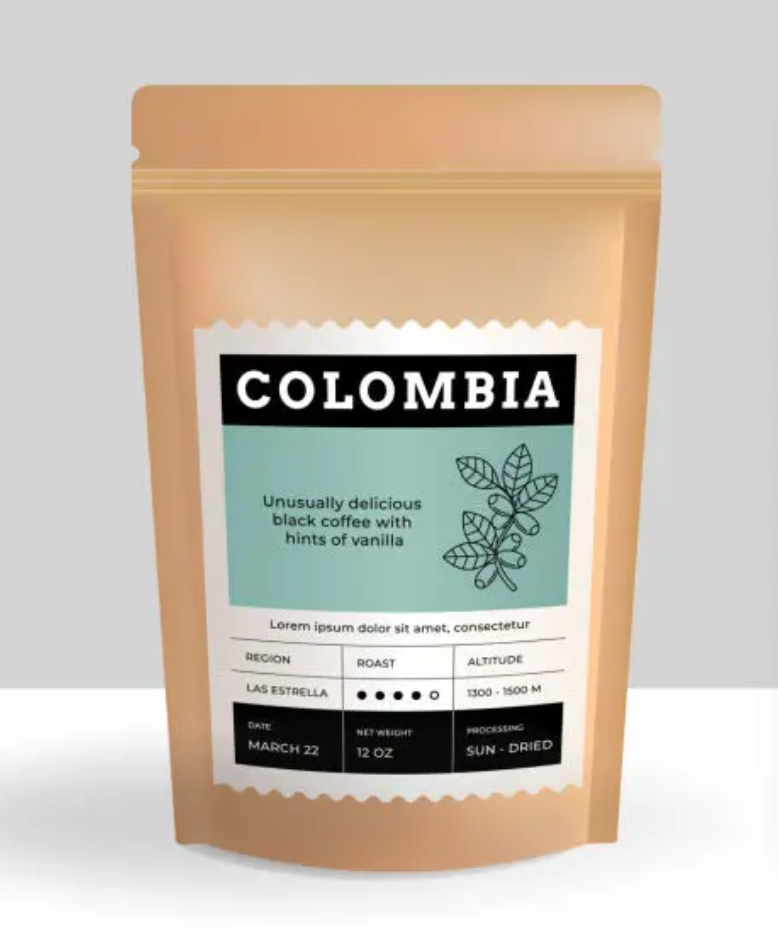 COLOMBIA
Unusually delicious
black coffee with
hints of vanilla
Lorem ipsum dolor sit amet, consectetur
REGION ROAST ALTITUDE
LAS ESTRELLA 1300 - 1500 M
DATE NET WEIGHT PROCESSING
MARCH 22 12 OZ SUN - DRIED